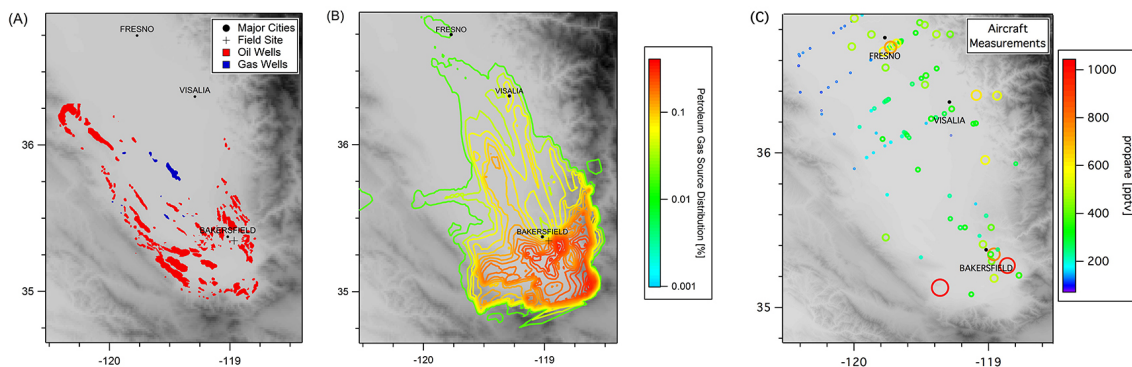 (A)
FRESNO
Major Cities
Field Site
Oil Wells
Gas Wells
VISALIA
BAKERSFIELD
36
35
-120
-119
(B)
FRESNO
VISALIA
BAKERSFIELD
36
35
-120
-119
0.1
0.01
0.001
Petroleum Gas Source Distribution [%]
(C)
Aircraft
Measurements
FRESNO
VISALIA
BAKERSFIELD
36
35
-120
-119
1000
800
600
400
200
propane [pptv]